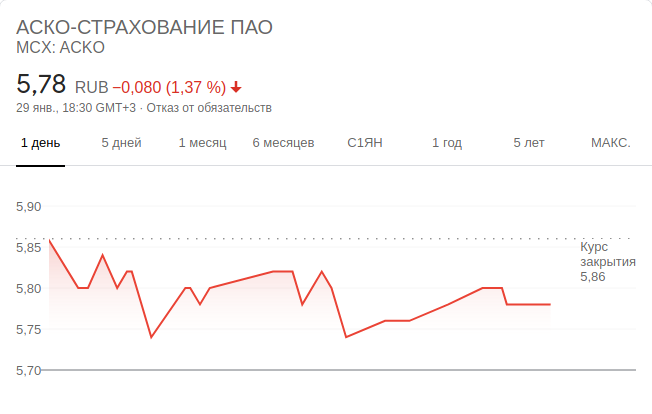 АСКО-СТРАХОВАНИЕ ПАО
MCX: ACKO
5,78 RUB −0,080 (1,37 %)
29 янв., 18:30 GMT+3 · Отказ от обязательств
1 день 5 дней 1 месяц 6 месяцев С1ЯН 1 год 5 лет МАКС.
5,90
5,85
5,80
5,75
5,70
Курс
закрытия
5,86